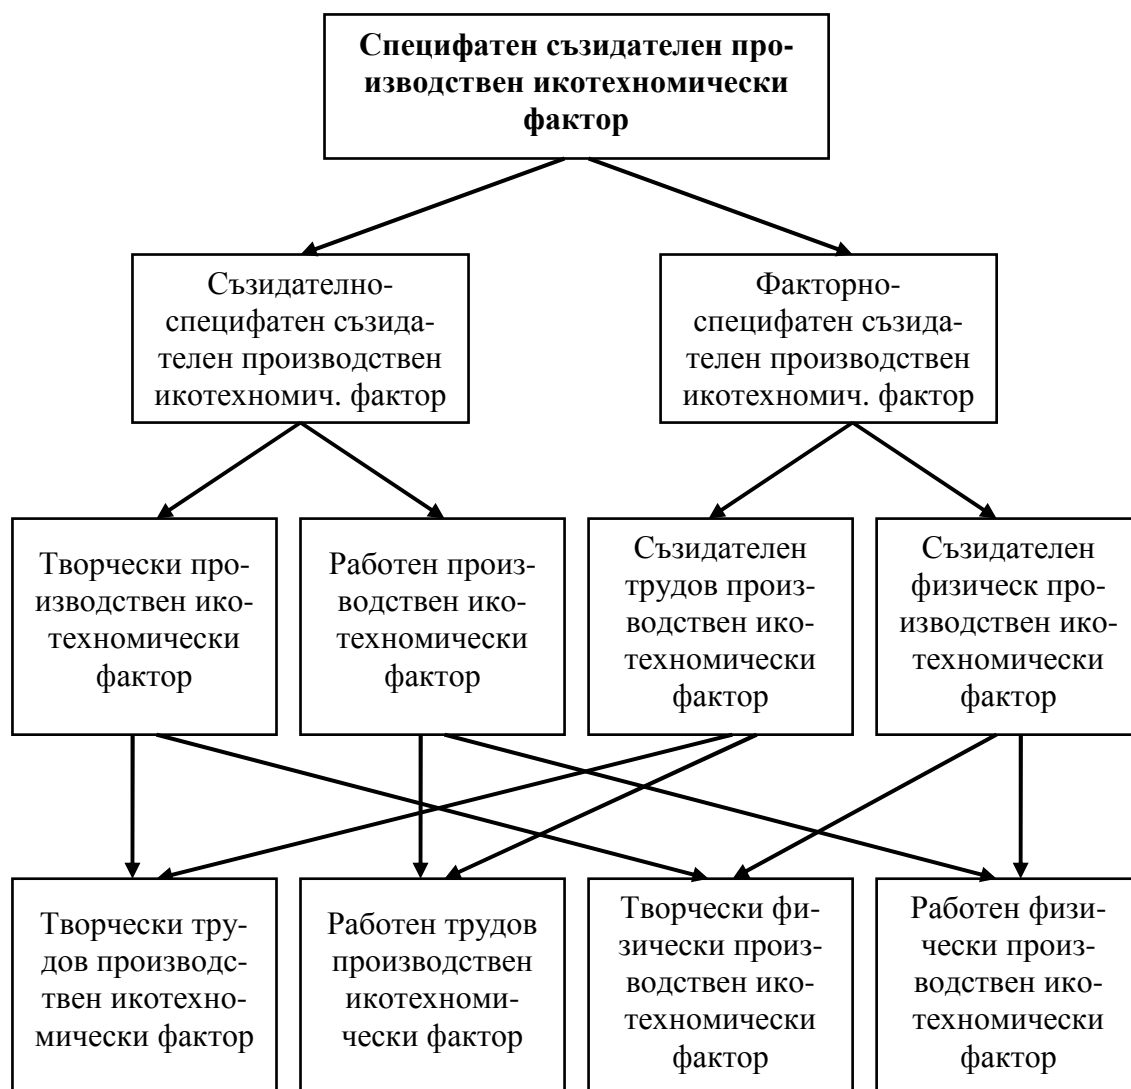 Специфатен съзидателен про-
изводствен икотехномически
фактор
Съзидателно-
специфатен съзида-
телен производствен
икотехномич. фактор
Факторно-
специфатен съзида-
телен производствен
икотехномич. фактор
Творчески про-
изводствен ико-
техномически
фактор
Работен произ-
водствен ико-
техномически
фактор
Съзидателен
трудов произ-
водствен ико-
техномически
фактор
Съзидателен
физическ про-
изводствен ико-
техномически
фактор
Творчески тру-
дов производс-
твен икотехно-
мически фактор
Работен трудов
производствен
икотехноми-
чески фактор
Творчески фи-
зически произ-
водствен ико-
техномически
фактор
Работен физи-
чески произ-
водствен ико-
техномически
фактор